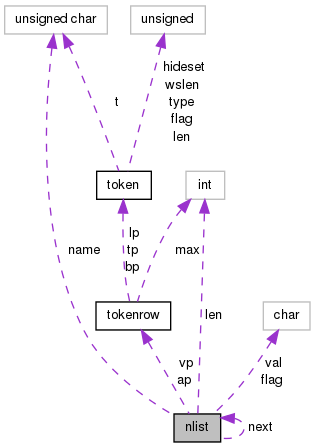 unsigned char
unsigned
hideset
wslen
t
type
flag
len
token
int
lp
name
tp
max
bp
tokenrow
len
char
vp
val
ap
flag
nlist
next